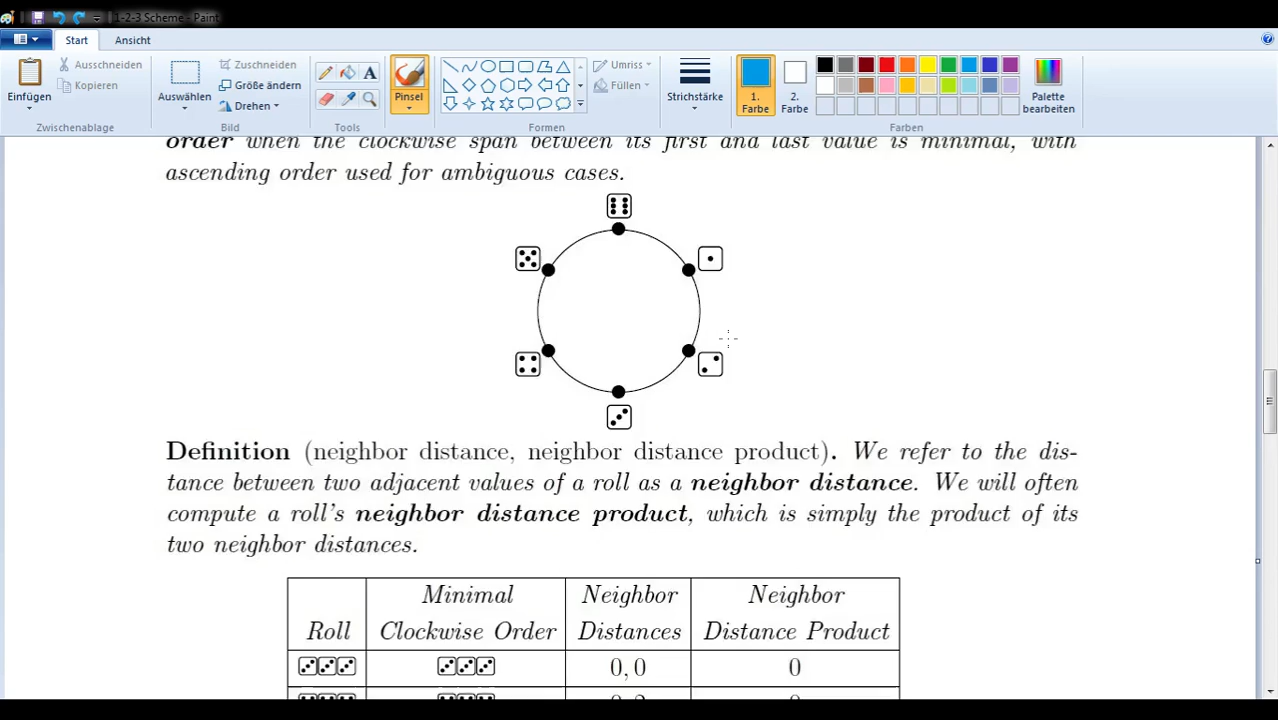 1-2-3 Scheme - Paint
Start Ansicht
Einfügen
Ausschneiden
Kopieren
Zwischenablage
Auswählen
Zuschneiden
Größe ändern
Drehen
Bild
A
Tools
Pinsel
Umriss
Füllen
Formen
Strichstärke
1.
Farbe
2.
Farbe
Palette
bearbeiten
Farben
order when the clockwise span between its first and last value is minimal, with
ascending order used for ambiguous cases.
Definition (neighbor distance, neighbor distance product). We refer to the dis-
tance between two adjacent values of a roll as a neighbor distance. We will often
compute a roll's neighbor distance product, which is simply the product of its
two neighbor distances.
Roll
Minimal
Clockwise Order
Neighbor
Distances
Neighbor
Distance Product
0, 0
0